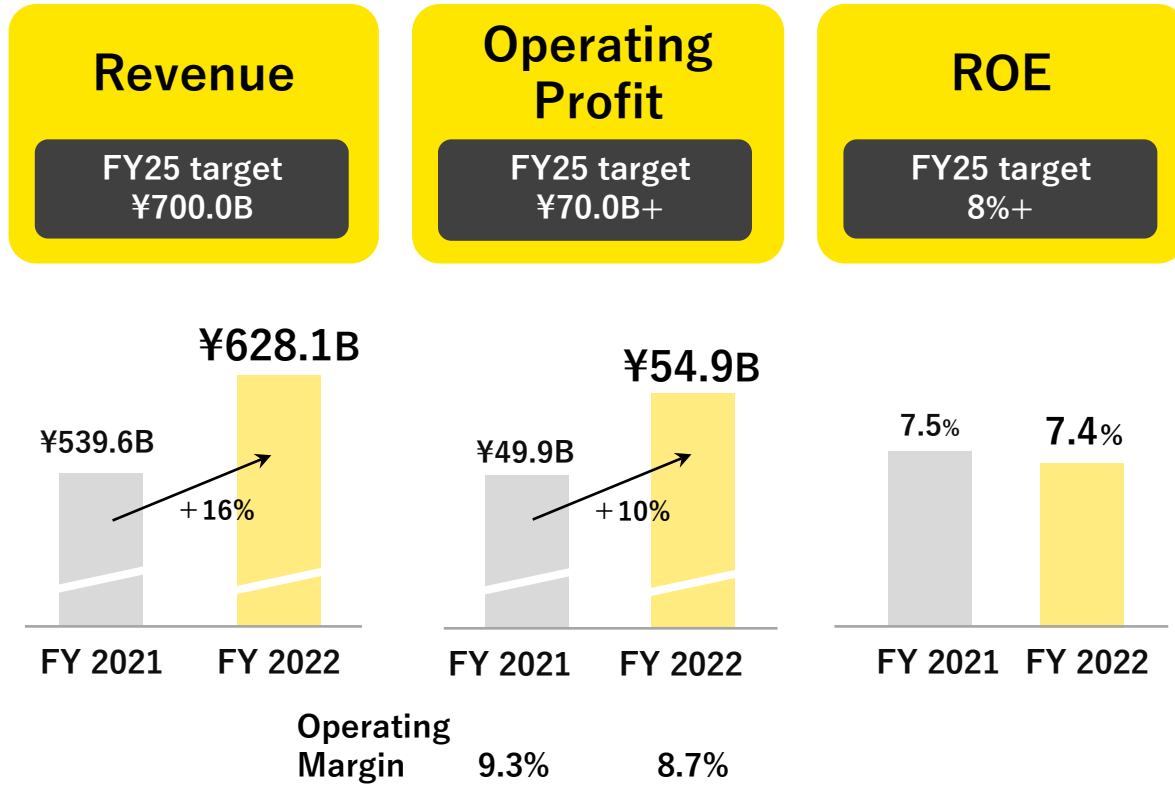 Revenue
FY25 target
¥700.0B
Operating
Profit
FY25 target
¥70.0B+
ROE
FY25 target
8%+
¥539.6B
¥628.1B
+16%
FY 2021
FY 2022
¥49.9B
¥54.9B
+10%
FY 2021
FY 2022
Operating
Margin
9.3%
8.7%
7.5%
7.4%
FY 2021
FY 2022